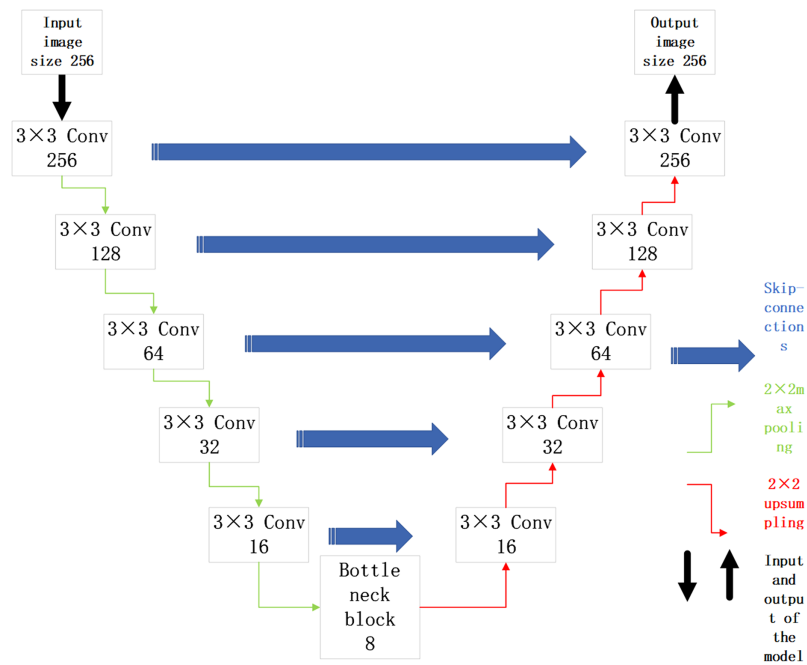 Input
image
size 256
Output
image
size 256
3×3 Conv
256
3×3 Conv
256
3×3 Conv
128
3×3 Conv
128
3×3 Conv
64
3×3 Conv
64
3×3 Conv
32
3×3 Conv
32
3×3 Conv
16
3×3 Conv
16
Bottle
neck
block
8
Skip-
conne
ction
s
2×2m
ax
pooli
ng
2×2
upsum
pling
Input
and
outpu
t of
the
model